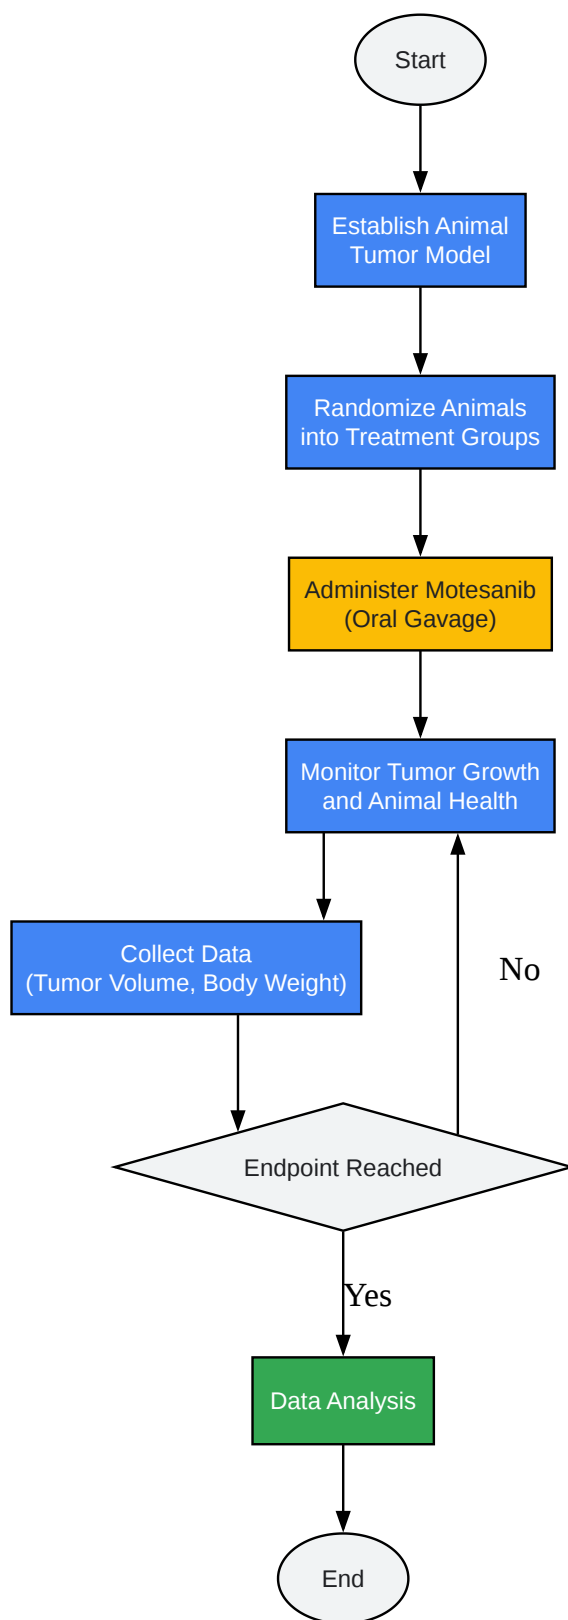 Start
Establish Animal
Tumor Model
Randomize Animals
into Treatment Groups
Administer Motesanib
(Oral Gavage)
Monitor Tumor Growth
and Animal Health
Collect Data
(Tumor Volume, Body Weight)
No
Endpoint Reached
Yes
Data Analysis
End